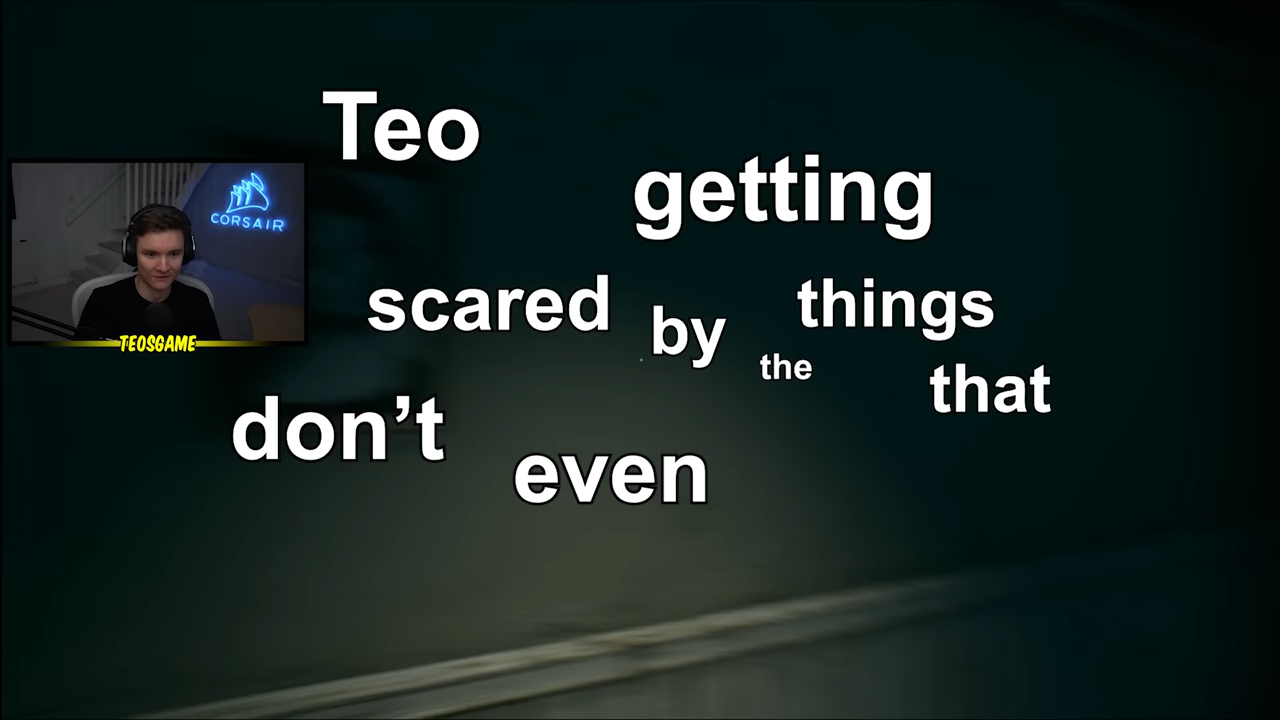 Teo
getting
scared by the things
that
don’t
even
CORSAIR
TEOSGAME